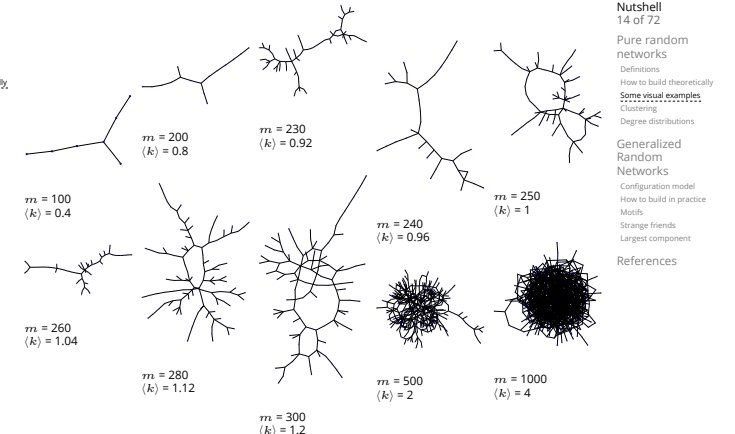 Nutshell
14 of 72
Pure random
networks
Definitions
How to build theoretically
Some visual examples
Clustering
Degree distributions
Generalized
Random
Networks
Configuration model
How to build in practice
Motifs
Strange friends
Largest component
References
m = 100
⟨k⟩ = 0.4
m = 200
⟨k⟩ = 0.8
m = 230
⟨k⟩ = 0.92
m = 240
⟨k⟩ = 0.96
m = 250
⟨k⟩ = 1
m = 260
⟨k⟩ = 1.04
m = 280
⟨k⟩ = 1.12
m = 300
⟨k⟩ = 1.2
m = 500
⟨k⟩ = 2
m = 1000
⟨k⟩ = 4